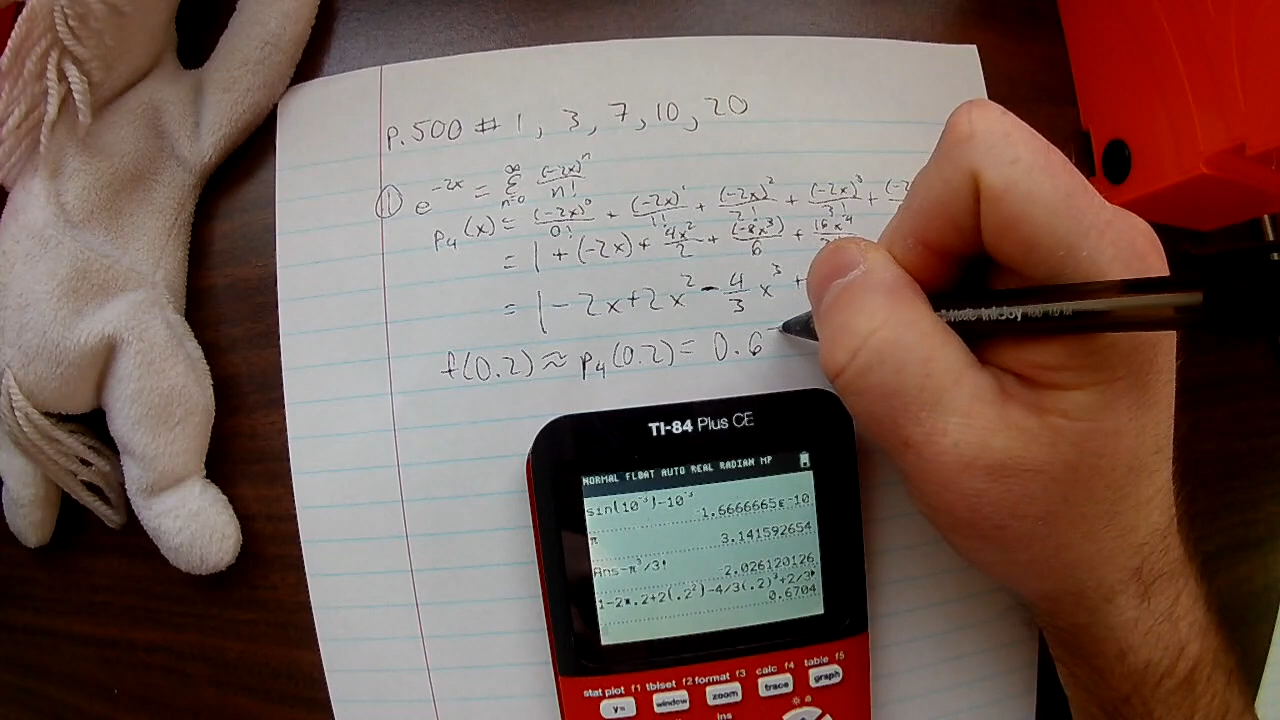 p.500 # 1, 3, 7, 10, 20
① e^(-2x) = Σ_(n=0)^∞ (-2x)^n/n!
p₄(x) = (-2x)^0/0! + (-2x)^1/1! + (-2x)^2/2! + (-2x)^3/3! + (-2
= 1 + (-2x) + 4x^2/2 + (-8x^3)/6 + 16x^4
= 1 - 2x + 2x^2 - 4/3 x^3 +
f(0.2) ≈ p₄(0.2) = 0.6
Mate InkJoy
TI-84 Plus CE
NORMAL FLOAT AUTO REAL RADIAN MP
sin(10^-3)-10^-3
-1.6666665E-10
π
3.141592654
Ans-π^3/3!
-2.026120126
1-2*.2+2(.2^2)-4/3(.2)^3+2/3
0.6704
stat plot f1 tblset f2 format f3 calc f4 table f5
y= window zoom trace graph
ins